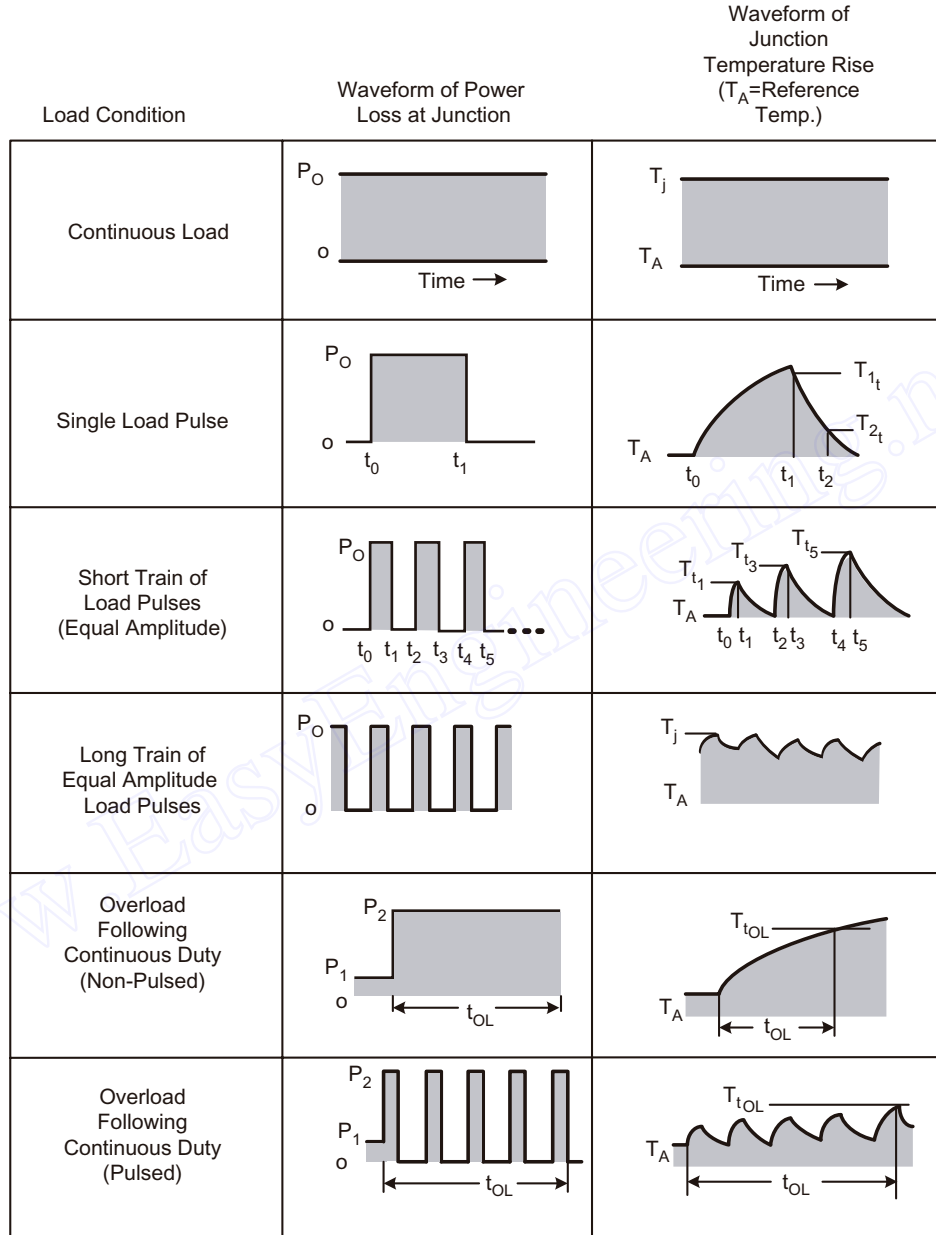 Load Condition
Waveform of Power
Loss at Junction
Waveform of
Junction
Temperature Rise
(T_A=Reference
Temp.)
Continuous Load
P_O
o
Time →
T_j
T_A
Time →
Single Load Pulse
P_O
o
t_0 t_1
T_1t
T_2t
T_A
t_0 t_1 t_2
Short Train of
Load Pulses
(Equal Amplitude)
P_O
o
t_0 t_1 t_2 t_3 t_4 t_5
T_t5
T_t3
T_t1
T_A
t_0 t_1 t_2 t_3 t_4 t_5
Long Train of
Equal Amplitude
Load Pulses
P_O
o
T_j
T_A
Overload
Following
Continuous Duty
(Non-Pulsed)
P_2
P_1
o
t_OL
T_tOL
T_A
t_OL
Overload
Following
Continuous Duty
(Pulsed)
P_2
P_1
o
t_OL
T_tOL
T_A
t_OL
w.EasyEngineering.n